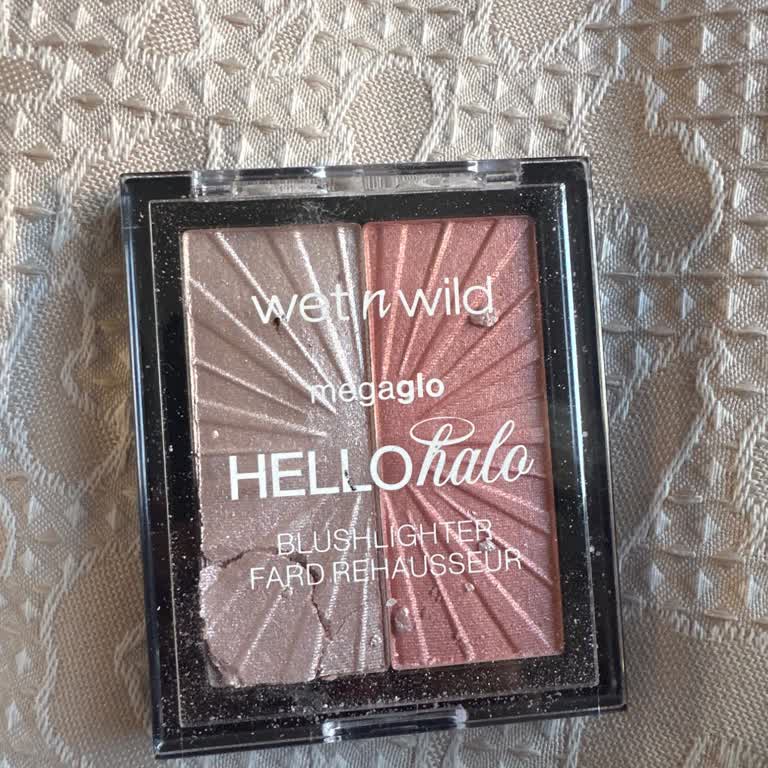 wet n wild
megaglo
HELLO halo
BLUSHLIGHTER
FARD REHAUSSEUR